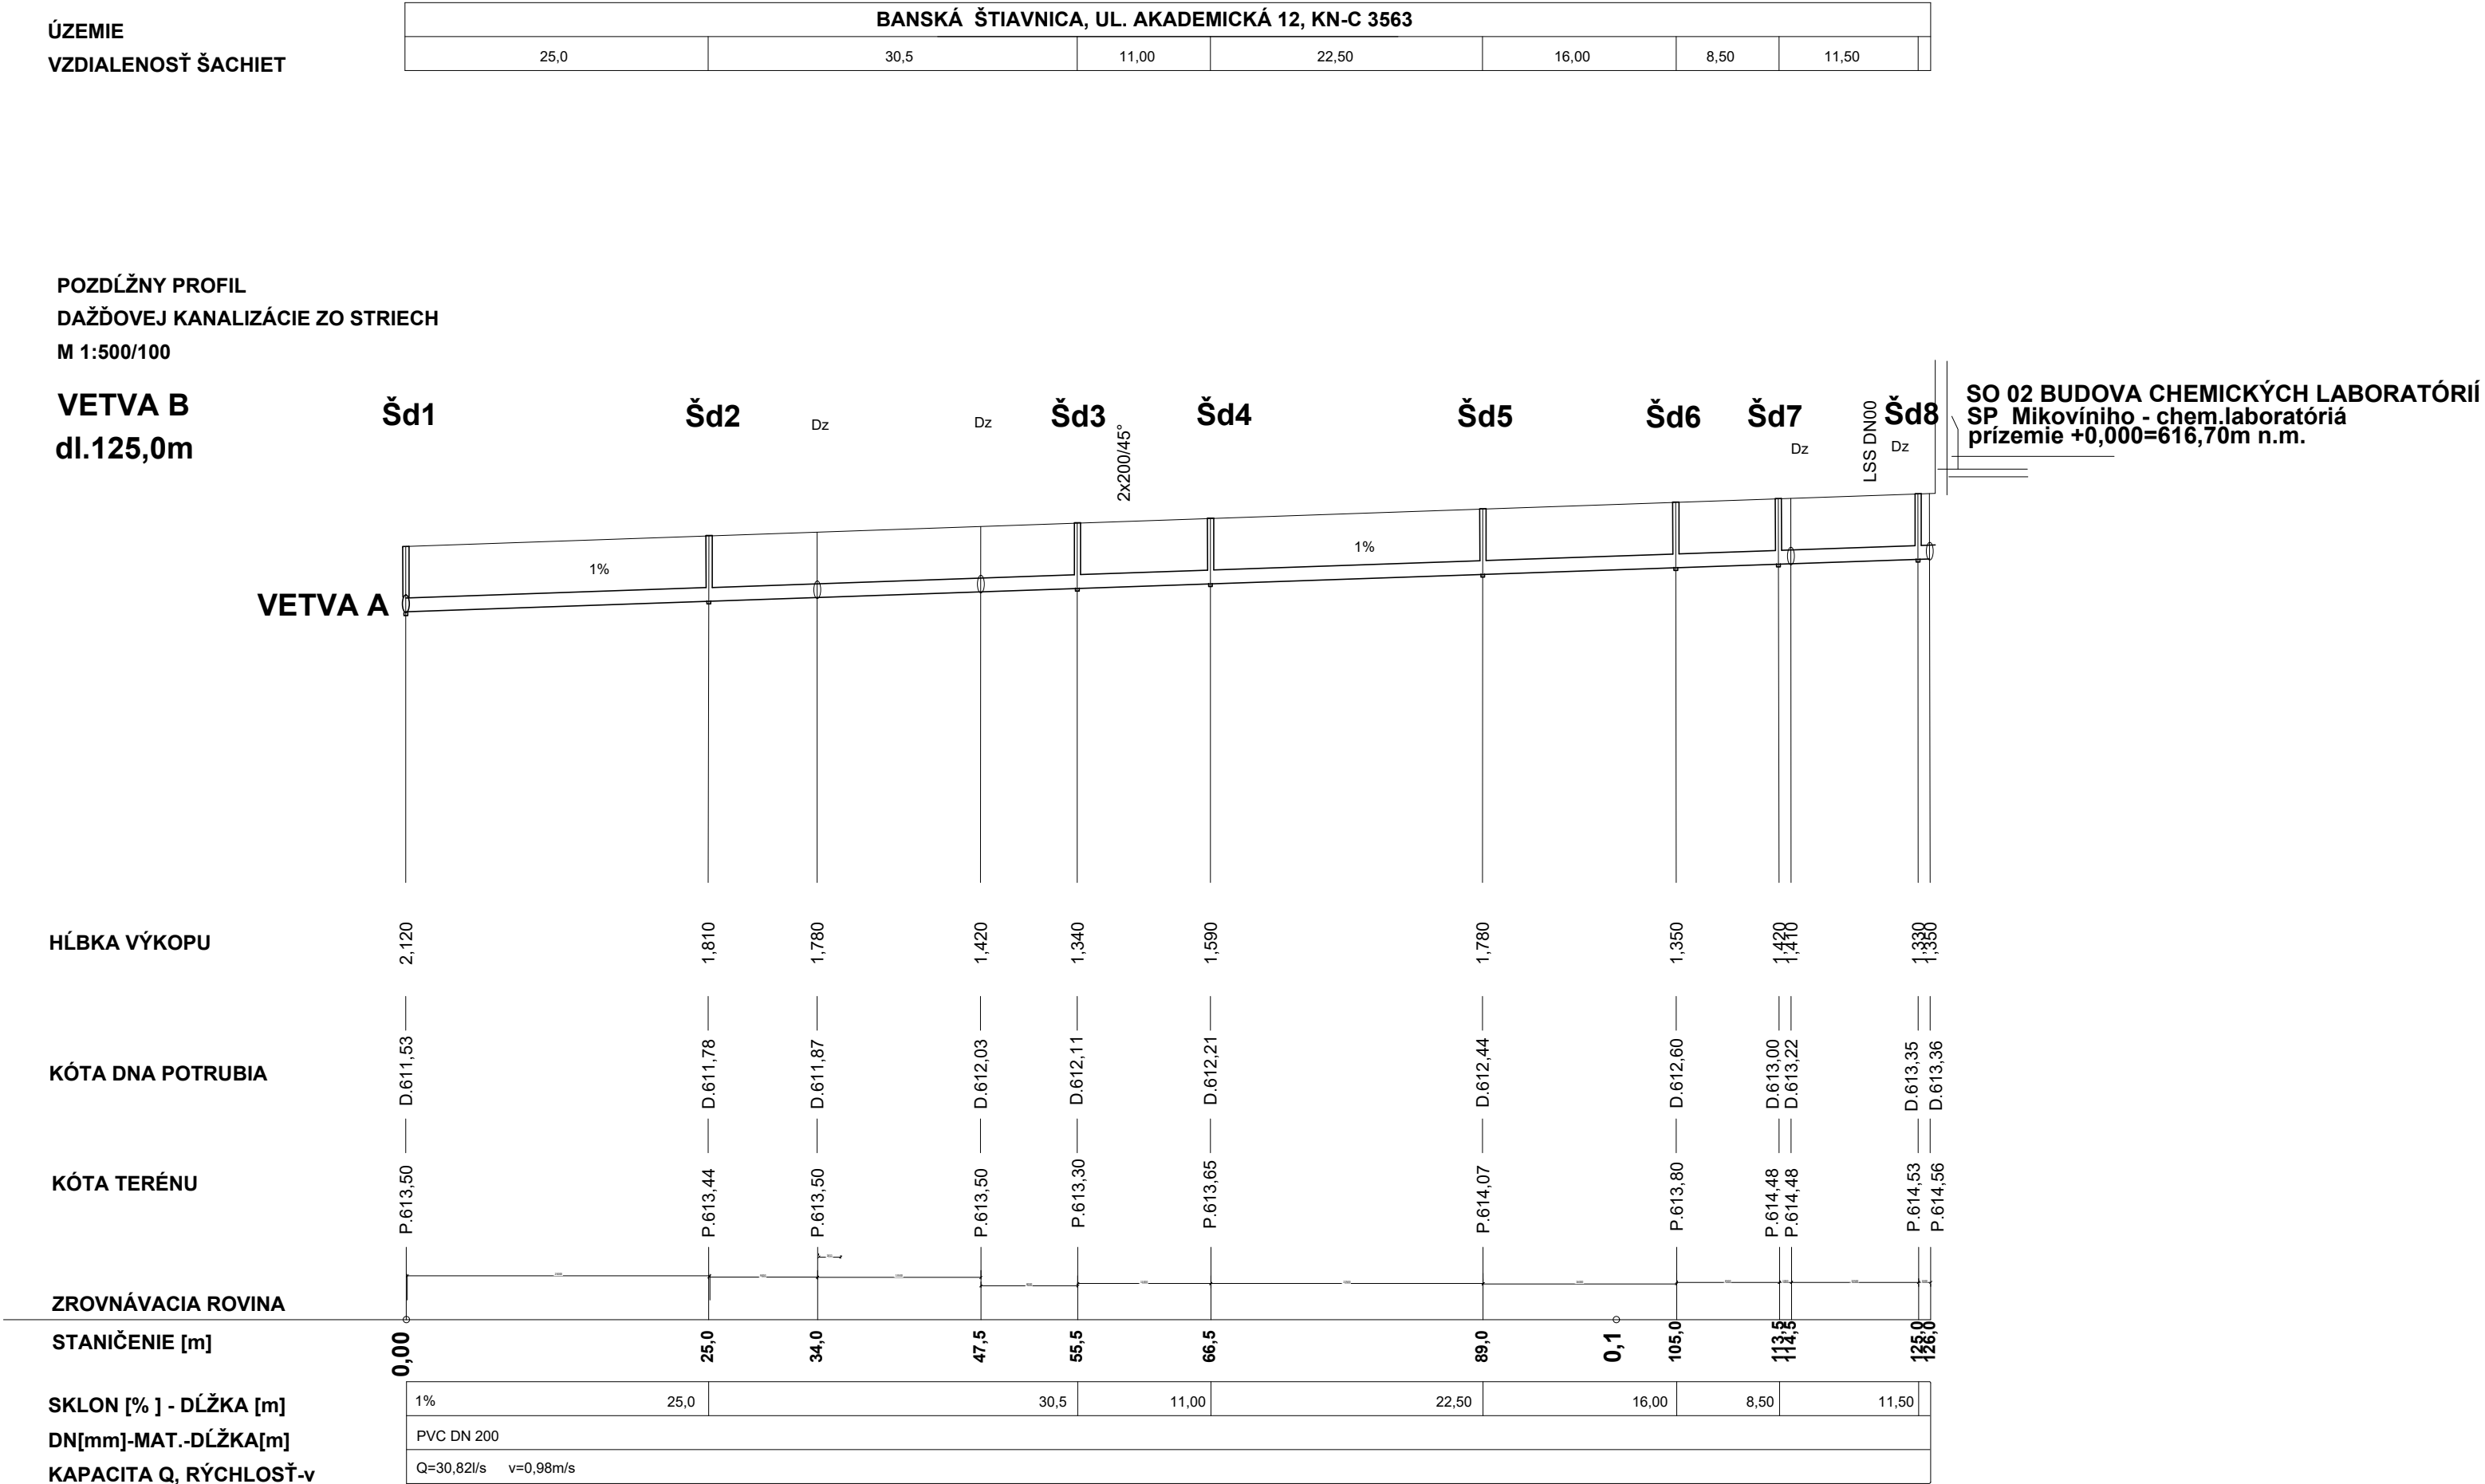 ÚZEMIE
BANSKÁ ŠTIAVNICA, UL. AKADEMICKÁ 12, KN-C 3563
VZDIALENOSŤ ŠACHIET
25,0 30,5 11,00 22,50 16,00 8,50 11,50
POZDĹŽNY PROFIL
DAŽĎOVEJ KANALIZÁCIE ZO STRIECH
M 1:500/100
VETVA B
dl.125,0m
Šd1 Šd2 Dz Dz Šd3 Šd4 Šd5 Šd6 Šd7 Šd8
2x200/45°
Dz
LSS DN00
Dz
SO 02 BUDOVA CHEMICKÝCH LABORATÓRIÍ
SP Mikovíniho - chem.laboratóriá
prízemie +0,000=616,70m n.m.
1% 1%
VETVA A
HĹBKA VÝKOPU
2,120 1,810 1,780 1,420 1,340 1,590 1,780 1,350 1,420 1,410 1,330 1,350
KÓTA DNA POTRUBIA
D.611,53 D.611,78 D.611,87 D.612,03 D.612,11 D.612,21 D.612,44 D.612,60 D.613,00 D.613,22 D.613,35 D.613,36
KÓTA TERÉNU
P.613,50 P.613,44 P.613,50 P.613,50 P.613,30 P.613,65 P.614,07 P.613,80 P.614,48 P.614,48 P.614,53 P.614,56
ZROVNÁVACIA ROVINA
STANIČENIE [m]
0,00 25,0 34,0 47,5 55,5 66,5 89,0 0,1 105,0 113,5 114,5 125,0 126,0
SKLON [% ] - DĹŽKA [m]
1% 25,0 30,5 11,00 22,50 16,00 8,50 11,50
DN[mm]-MAT.-DĹŽKA[m]
PVC DN 200
KAPACITA Q, RÝCHLOSŤ-v
Q=30,82l/s v=0,98m/s